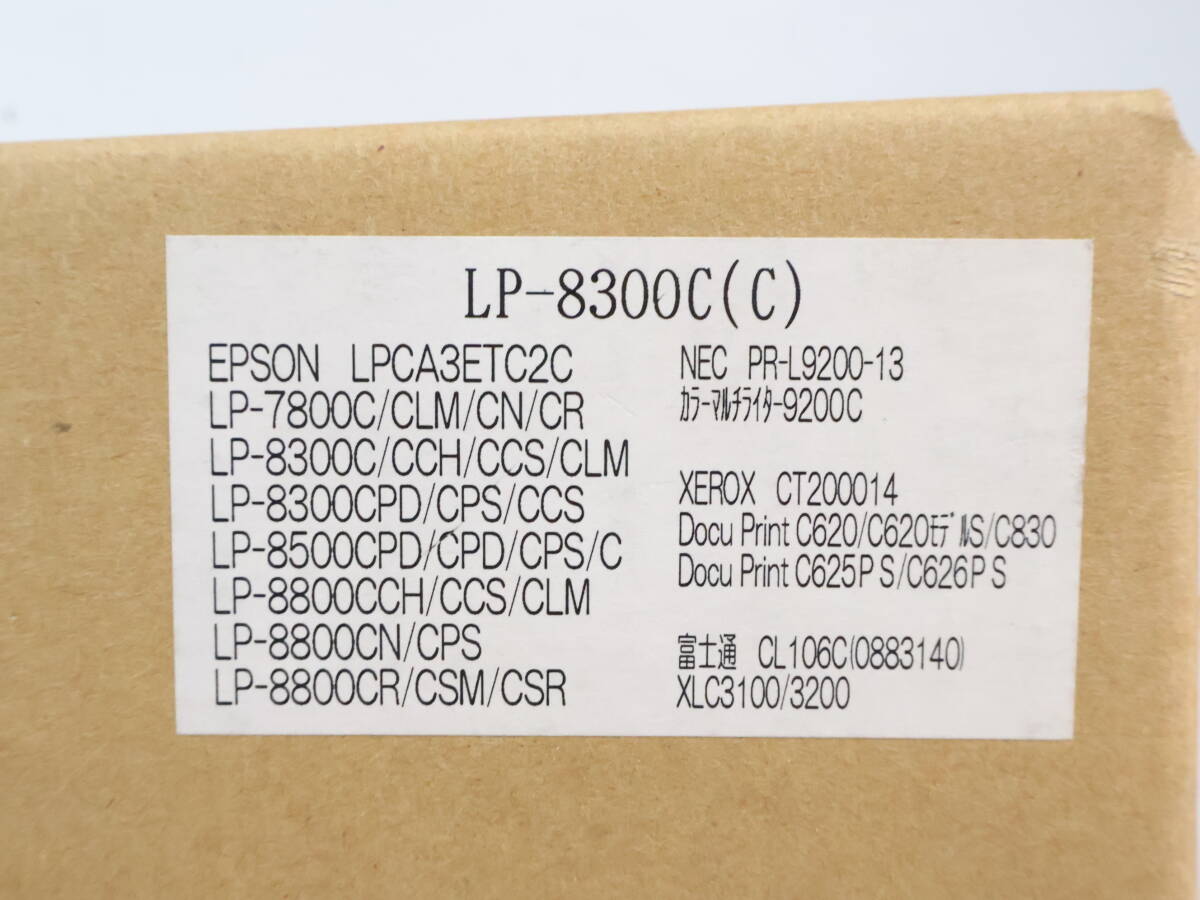 LP-8300C(C)
EPSON LPCA3ETC2C
LP-7800C/CLM/CN/CR
LP-8300C/CCH/CCS/CLM
LP-8300CPD/CPS/CCS
LP-8500CPD/CPD/CPS/C
LP-8800CCH/CCS/CLM
LP-8800CN/CPS
LP-8800CR/CSM/CSR
NEC PR-L9200-13
ｶﾗｰﾏﾙﾁﾗｲﾀｰ9200C
XEROX CT200014
Docu Print C620/C620ﾓﾃﾞﾙS/C830
Docu Print C625P S/C626P S
富士通 CL106C(0883140)
XLC3100/3200